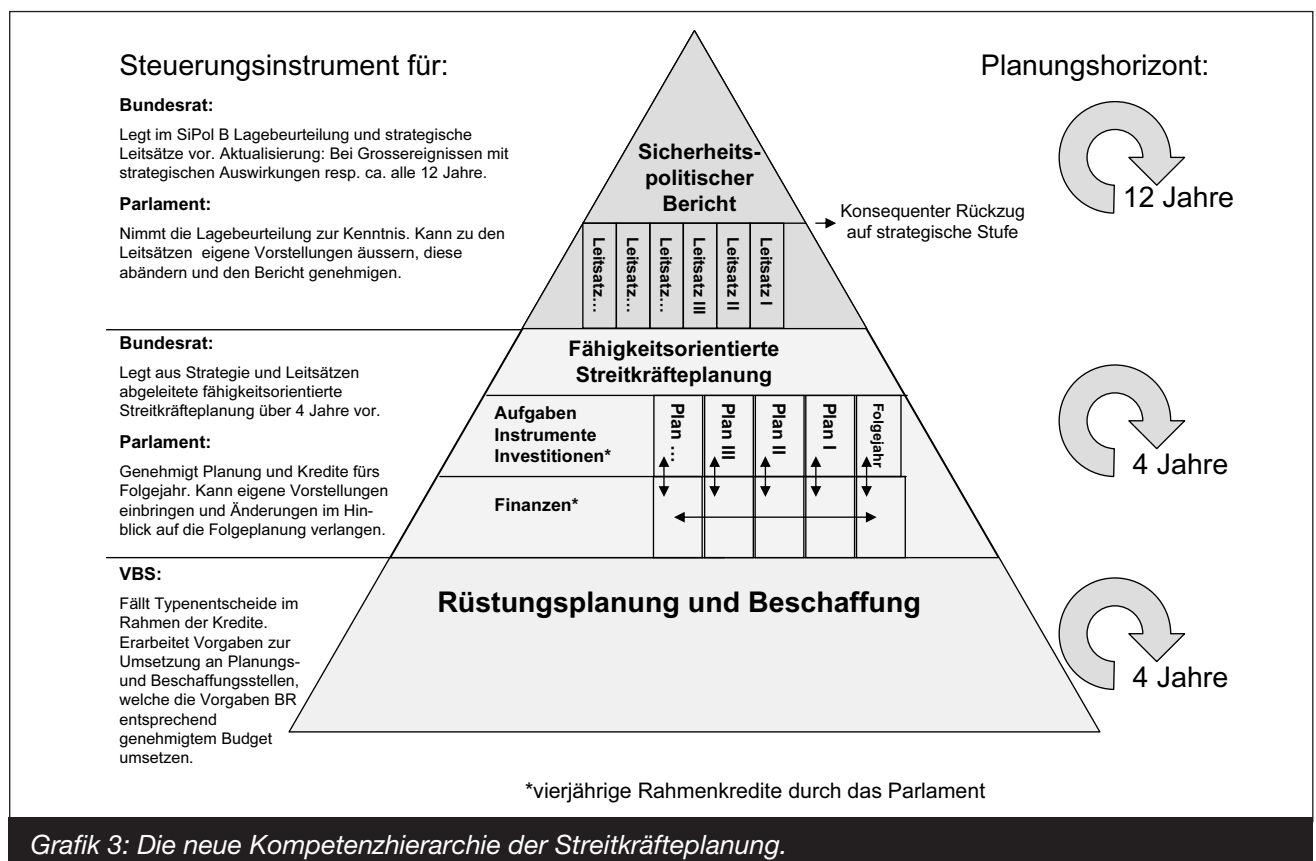 Steuerungsinstrument für:
Bundesrat:
Legt im SiPol B Lagebeurteilung und strategische
Leitsätze vor. Aktualisierung: Bei Grossereignissen mit
strategischen Auswirkungen resp. ca. alle 12 Jahre.
Parlament:
Nimmt die Lagebeurteilung zur Kenntnis. Kann zu den
Leitsätzen eigene Vorstellungen äussern, diese
abändern und den Bericht genehmigen.
Bundesrat:
Legt aus Strategie und Leitsätzen
abgeleitete fähigkeitsorientierte
Streitkräfteplanung über 4 Jahre vor.
Parlament:
Genehmigt Planung und Kredite fürs
Folgejahr. Kann eigene Vorstellungen
einbringen und Änderungen im Hin-
blick auf die Folgeplanung verlangen.
VBS:
Fällt Typenentscheide im
Rahmen der Kredite.
Erarbeitet Vorgaben zur
Umsetzung an Planungs-
und Beschaffungsstellen,
welche die Vorgaben BR
entsprechend
genehmigtem Budget
umsetzen.
Sicherheits-
politischer
Bericht
Leitsatz…
Leitsatz…
Leitsatz…
Leitsatz III
Leitsatz II
Leitsatz I
Fähigkeitsorientierte
Streitkräfteplanung
Aufgaben
Instrumente
Investitionen*
Plan …
Plan III
Plan II
Plan I
Folgejahr
Finanzen*
Rüstungsplanung und Beschaffung
Planungshorizont:
12 Jahre
Konsequenter Rückzug
auf strategische Stufe
4 Jahre
4 Jahre
*vierjährige Rahmenkredite durch das Parlament
Grafik 3: Die neue Kompetenzhierarchie der Streitkräfteplanung.